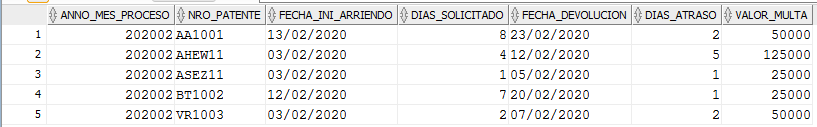 ANNO_MES_PROCESO NRO_PATENTE FECHA_INI_ARRIENDO DIAS_SOLICITADO FECHA_DEVOLUCION DIAS_ATRASO VALOR_MULTA
1 202002 AA1001 13/02/2020 8 23/02/2020 2 50000
2 202002 AHEW11 03/02/2020 4 12/02/2020 5 125000
3 202002 ASEZ11 03/02/2020 1 05/02/2020 1 25000
4 202002 BT1002 12/02/2020 7 20/02/2020 1 25000
5 202002 VR1003 03/02/2020 2 07/02/2020 2 50000